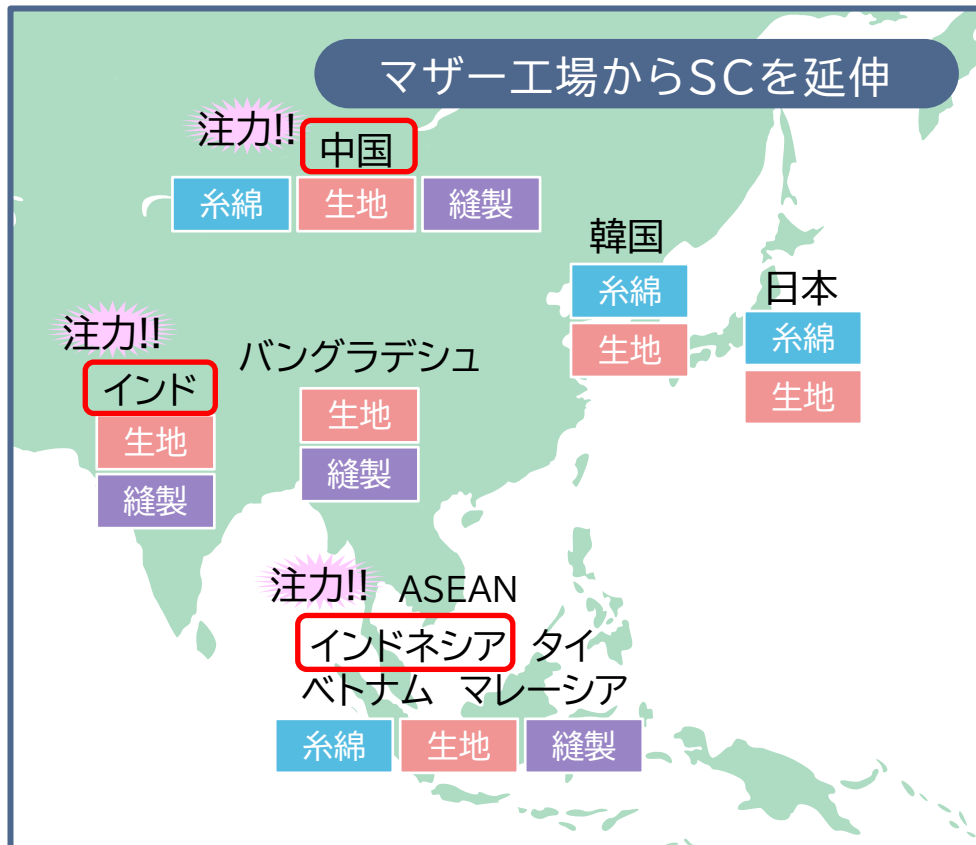 マザー工場からSCを延伸
注力!!
中国
糸綿 生地 縫製
韓国
糸綿
生地
日本
糸綿
生地
注力!!
インド
生地
縫製
バングラデシュ
生地
縫製
注力!! ASEAN
インドネシア タイ
ベトナム マレーシア
糸綿 生地 縫製